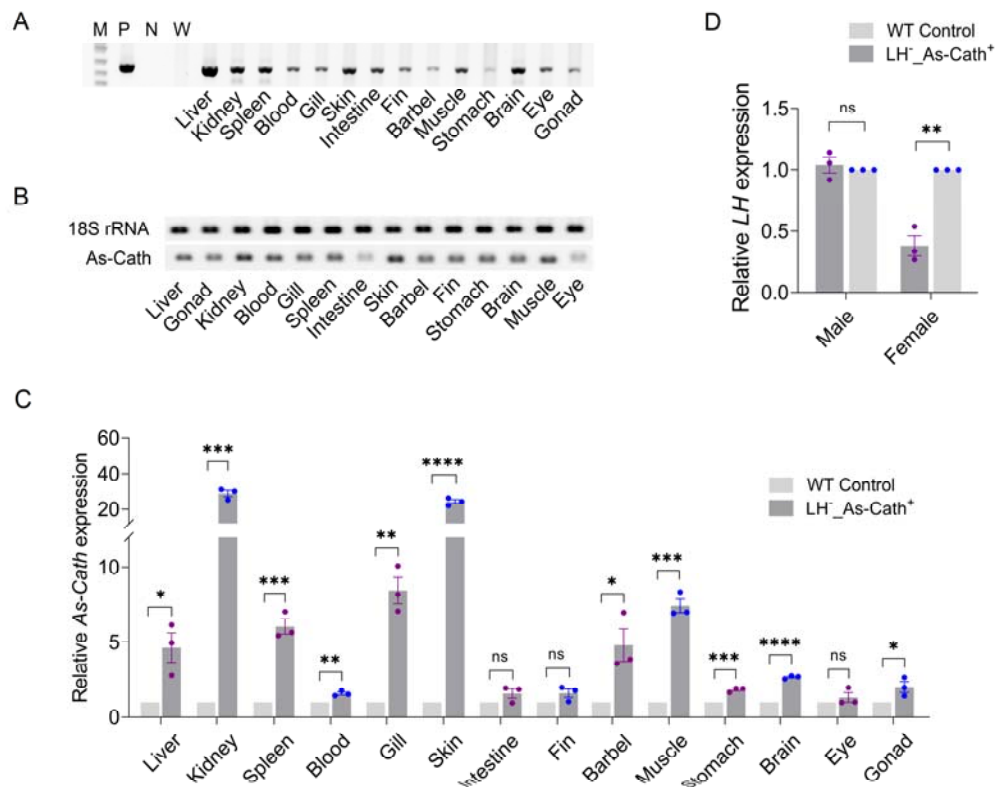 A
M P N W
Liver Kidney Spleen Blood Gill Skin Intestine Fin Barbel Muscle Stomach Brain Eye Gonad
B
18S rRNA
As-Cath
Liver Gonad Kidney Blood Gill Spleen Intestine Skin Barbel Fin Stomach Brain Muscle Eye
D
WT Control
LH⁻_As-Cath⁺
Relative LH expression
1.5
1.0
0.5
0.0
ns **
Male Female
C
Relative As-Cath expression
60
40
20
10
5
0
* *** *** ** ** **** ns ns * *** *** **** ns *
WT Control
LH⁻_As-Cath⁺
Liver Kidney Spleen Blood Gill Skin Intestine Fin Barbel Muscle Stomach Brain Eye Gonad